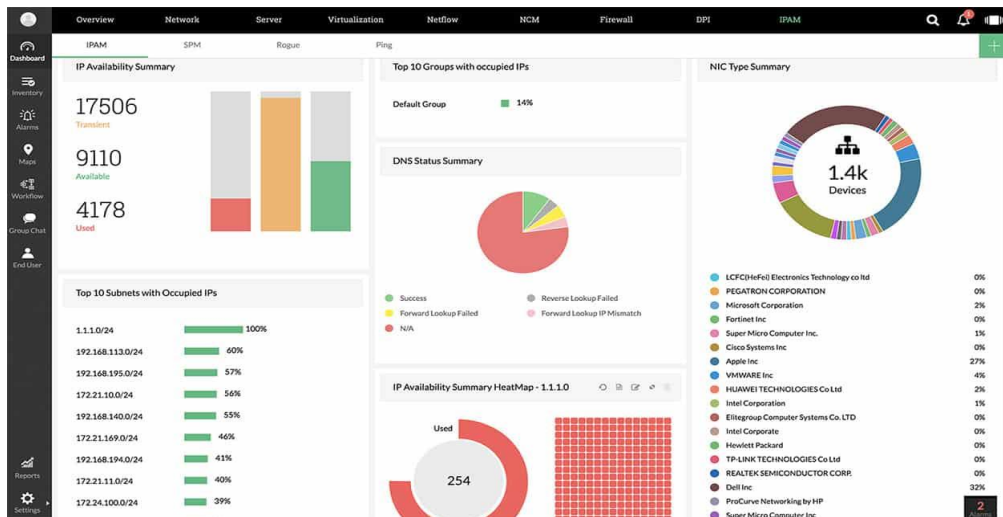 Overview Network Server Virtualization Netflow NCM Firewall DPI IPAM
IPAM SPM Rogue Ping
Dashboard
Inventory
Alarms
Maps
Workflow
Group Chat
End User
Reports
Settings
IP Availability Summary
17506
Transient
9110
Available
4178
Used
Top 10 Subnets with Occupied IPs
1.1.1.0/24 100%
192.168.113.0/24 60%
192.168.195.0/24 57%
172.21.10.0/24 56%
192.168.140.0/24 55%
172.21.169.0/24 46%
192.168.194.0/24 41%
172.21.11.0/24 40%
172.24.100.0/24 39%
Top 10 Groups with occupied IPs
Default Group 14%
DNS Status Summary
Success Reverse Lookup Failed
Forward Lookup Failed Forward Lookup IP Mismatch
N/A
IP Availability Summary HeatMap - 1.1.1.0
Used
254
NIC Type Summary
1.4k
Devices
LCFC(HeFei) Electronics Technology co ltd 0%
PEGATRON CORPORATION 0%
Microsoft Corporation 2%
Fortinet Inc 0%
Super Micro Computer Inc. 1%
Cisco Systems Inc 0%
Apple Inc 27%
VMWARE Inc 4%
HUAWEI TECHNOLOGIES Co Ltd 2%
Intel Corporation 1%
Elitegroup Computer Systems Co. LTD 0%
Intel Corporate 0%
Hewlett Packard 0%
TP-LINK TECHNOLOGIES Co Ltd 0%
REALTEK SEMICONDUCTOR CORP. 0%
Dell Inc 32%
ProCurve Networking by HP
Super Micro Computer Inc
2
Alarms